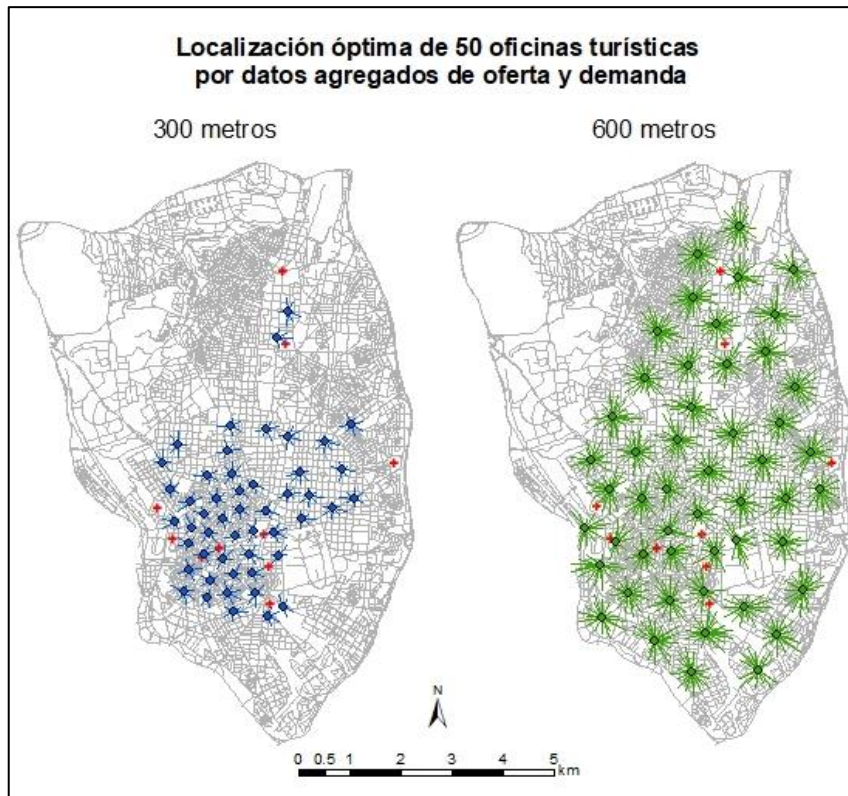 Localización óptima de 50 oficinas turísticas
por datos agregados de oferta y demanda
300 metros
600 metros
N
0 0.5 1 2 3 4 5
km